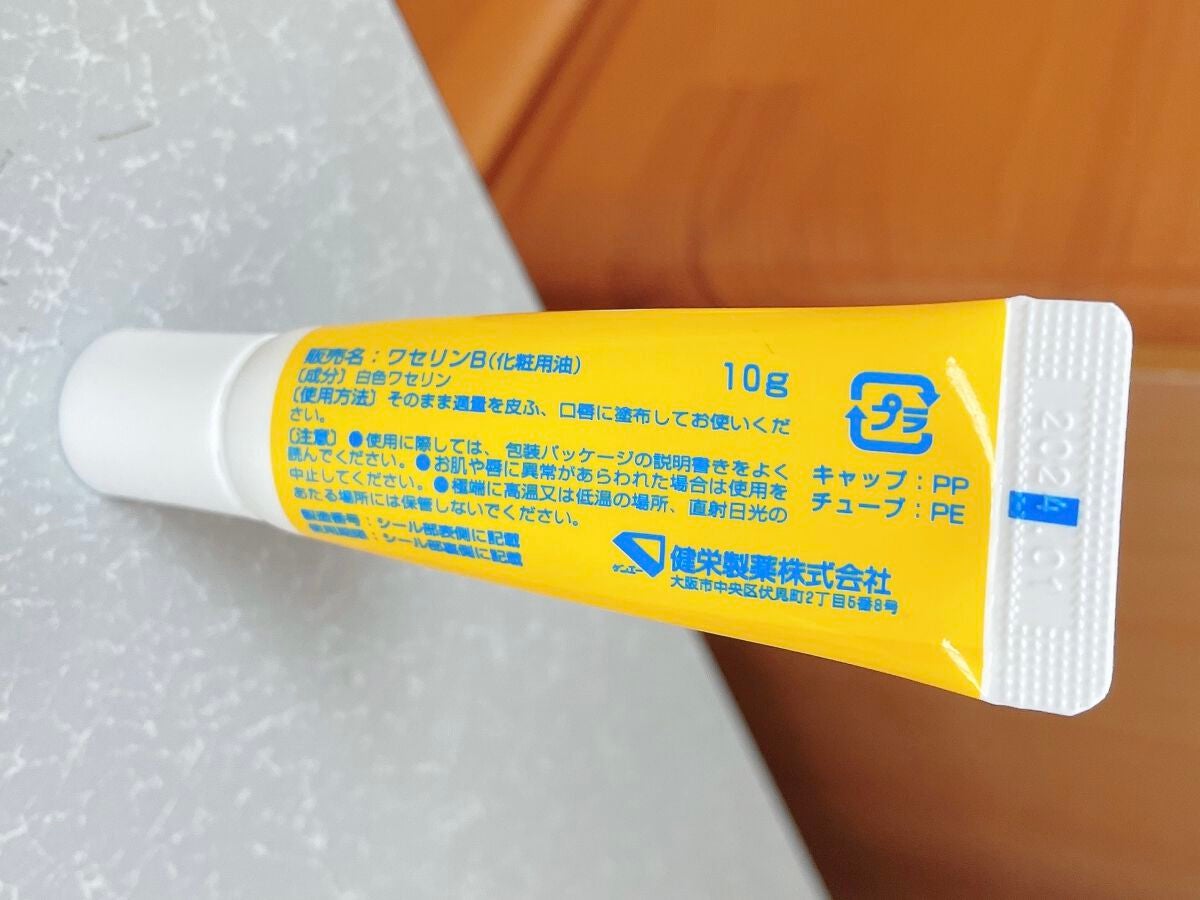 販売名：ワセリンB（化粧用油）
〔成分〕白色ワセリン
10g
〔使用方法〕そのまま適量を皮ふ、口唇に塗布してお使いくだ
さい。
〔注意〕●使用に際しては、包装パッケージの説明書きをよく
読んでください。●お肌や唇に異常があらわれた場合は使用を
中止してください。●極端に高温又は低温の場所、直射日光の
あたる場所には保管しないでください。
製造番号：シール部表側に記載
使用期限：シール部裏側に記載
プラ
キャップ：PP
チューブ：PE
ケンエー
健栄製薬株式会社
大阪市中央区伏見町2丁目5番8号
2024.01